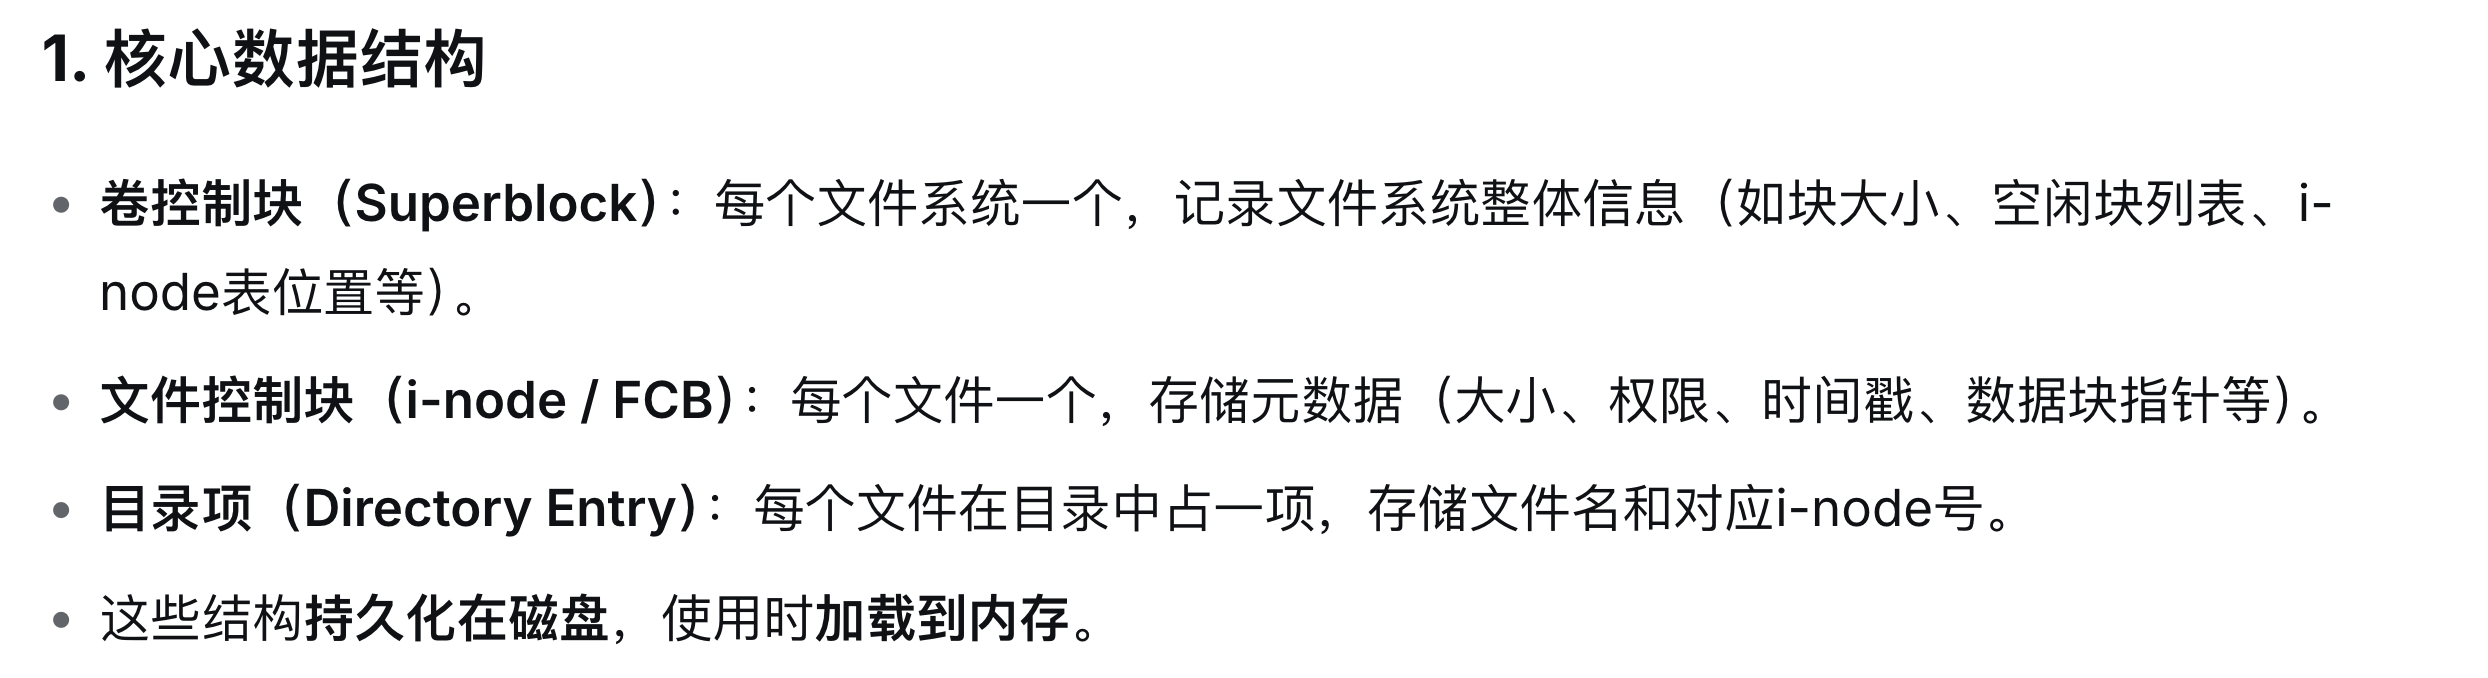 1. 核心数据结构
• 卷控制块（Superblock）：每个文件系统一个，记录文件系统整体信息（如块大小、空闲块列表、i-
node表位置等）。
• 文件控制块（i-node / FCB）：每个文件一个，存储元数据（大小、权限、时间戳、数据块指针等）。
• 目录项（Directory Entry）：每个文件在目录中占一项，存储文件名和对应i-node号。
• 这些结构持久化在磁盘，使用时加载到内存。